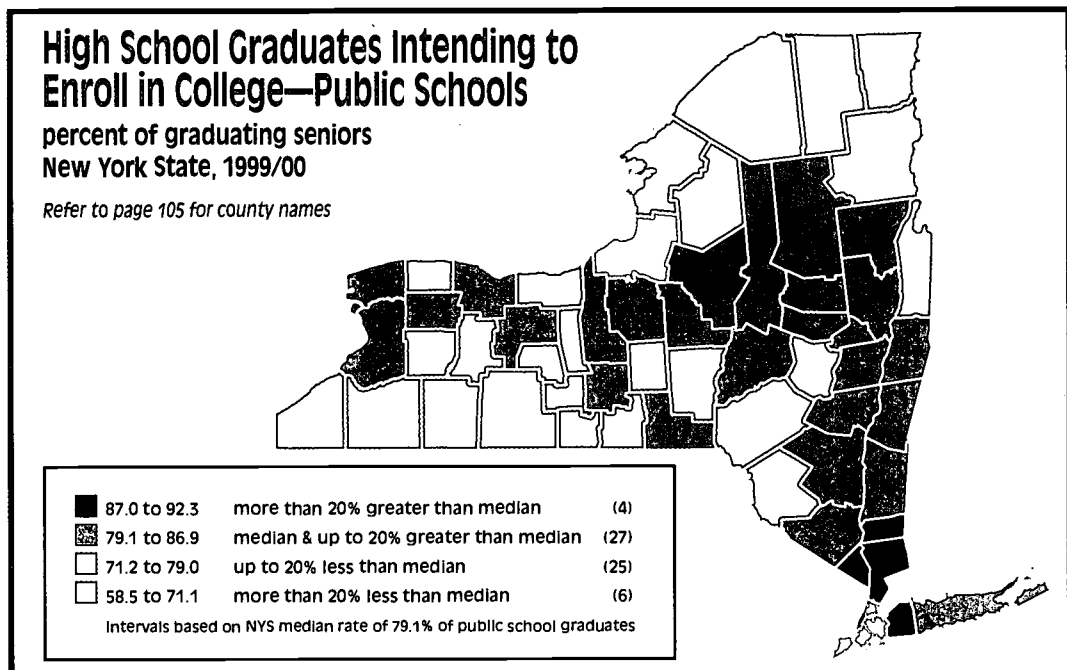 High School Graduates Intending to
Enroll in College—Public Schools
percent of graduating seniors
New York State, 1999/00
Refer to page 105 for county names
87.0 to 92.3 more than 20% greater than median (4)
79.1 to 86.9 median & up to 20% greater than median (27)
71.2 to 79.0 up to 20% less than median (25)
58.5 to 71.1 more than 20% less than median (6)
Intervals based on NYS median rate of 79.1% of public school graduates